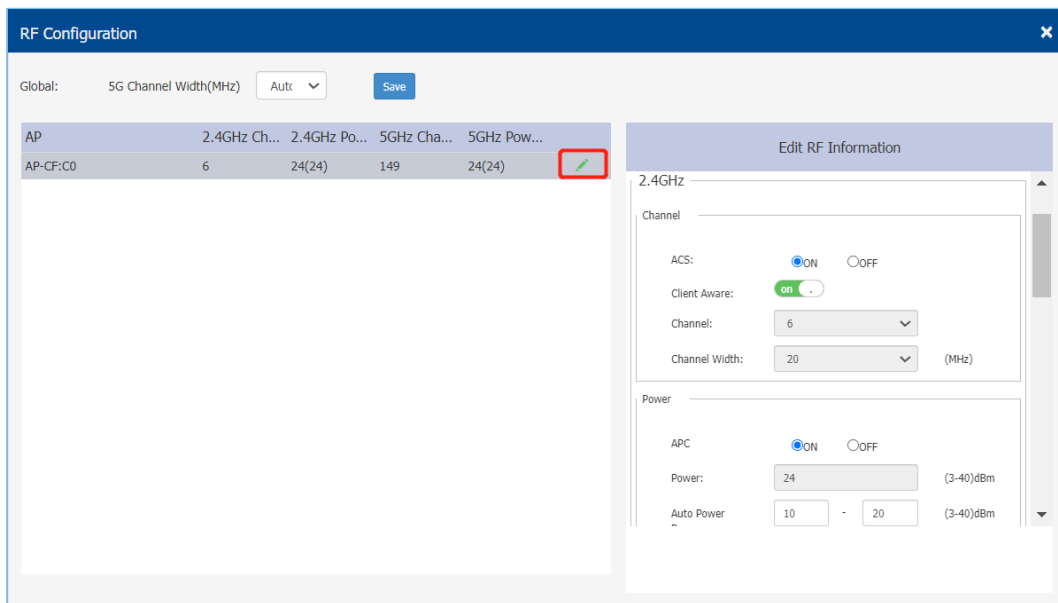 RF Configuration
Global: 5G Channel Width(MHz) Auto Save
AP 2.4GHz Ch... 2.4GHz Po... 5GHz Cha... 5GHz Pow...
AP-CF:C0 6 24(24) 149 24(24)
Edit RF Information
2.4GHz
Channel
ACS: ON OFF
Client Aware: on
Channel: 6
Channel Width: 20 (MHz)
Power
APC ON OFF
Power: 24 (3-40)dBm
Auto Power 10 - 20 (3-40)dBm